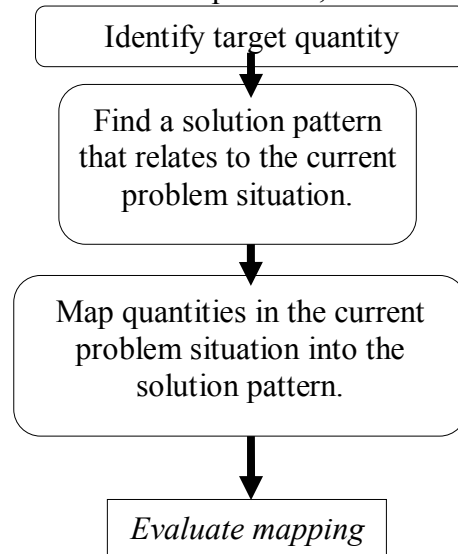 Identify target quantity
Find a solution pattern
that relates to the current
problem situation.
Map quantities in the current
problem situation into the
solution pattern.
Evaluate mapping